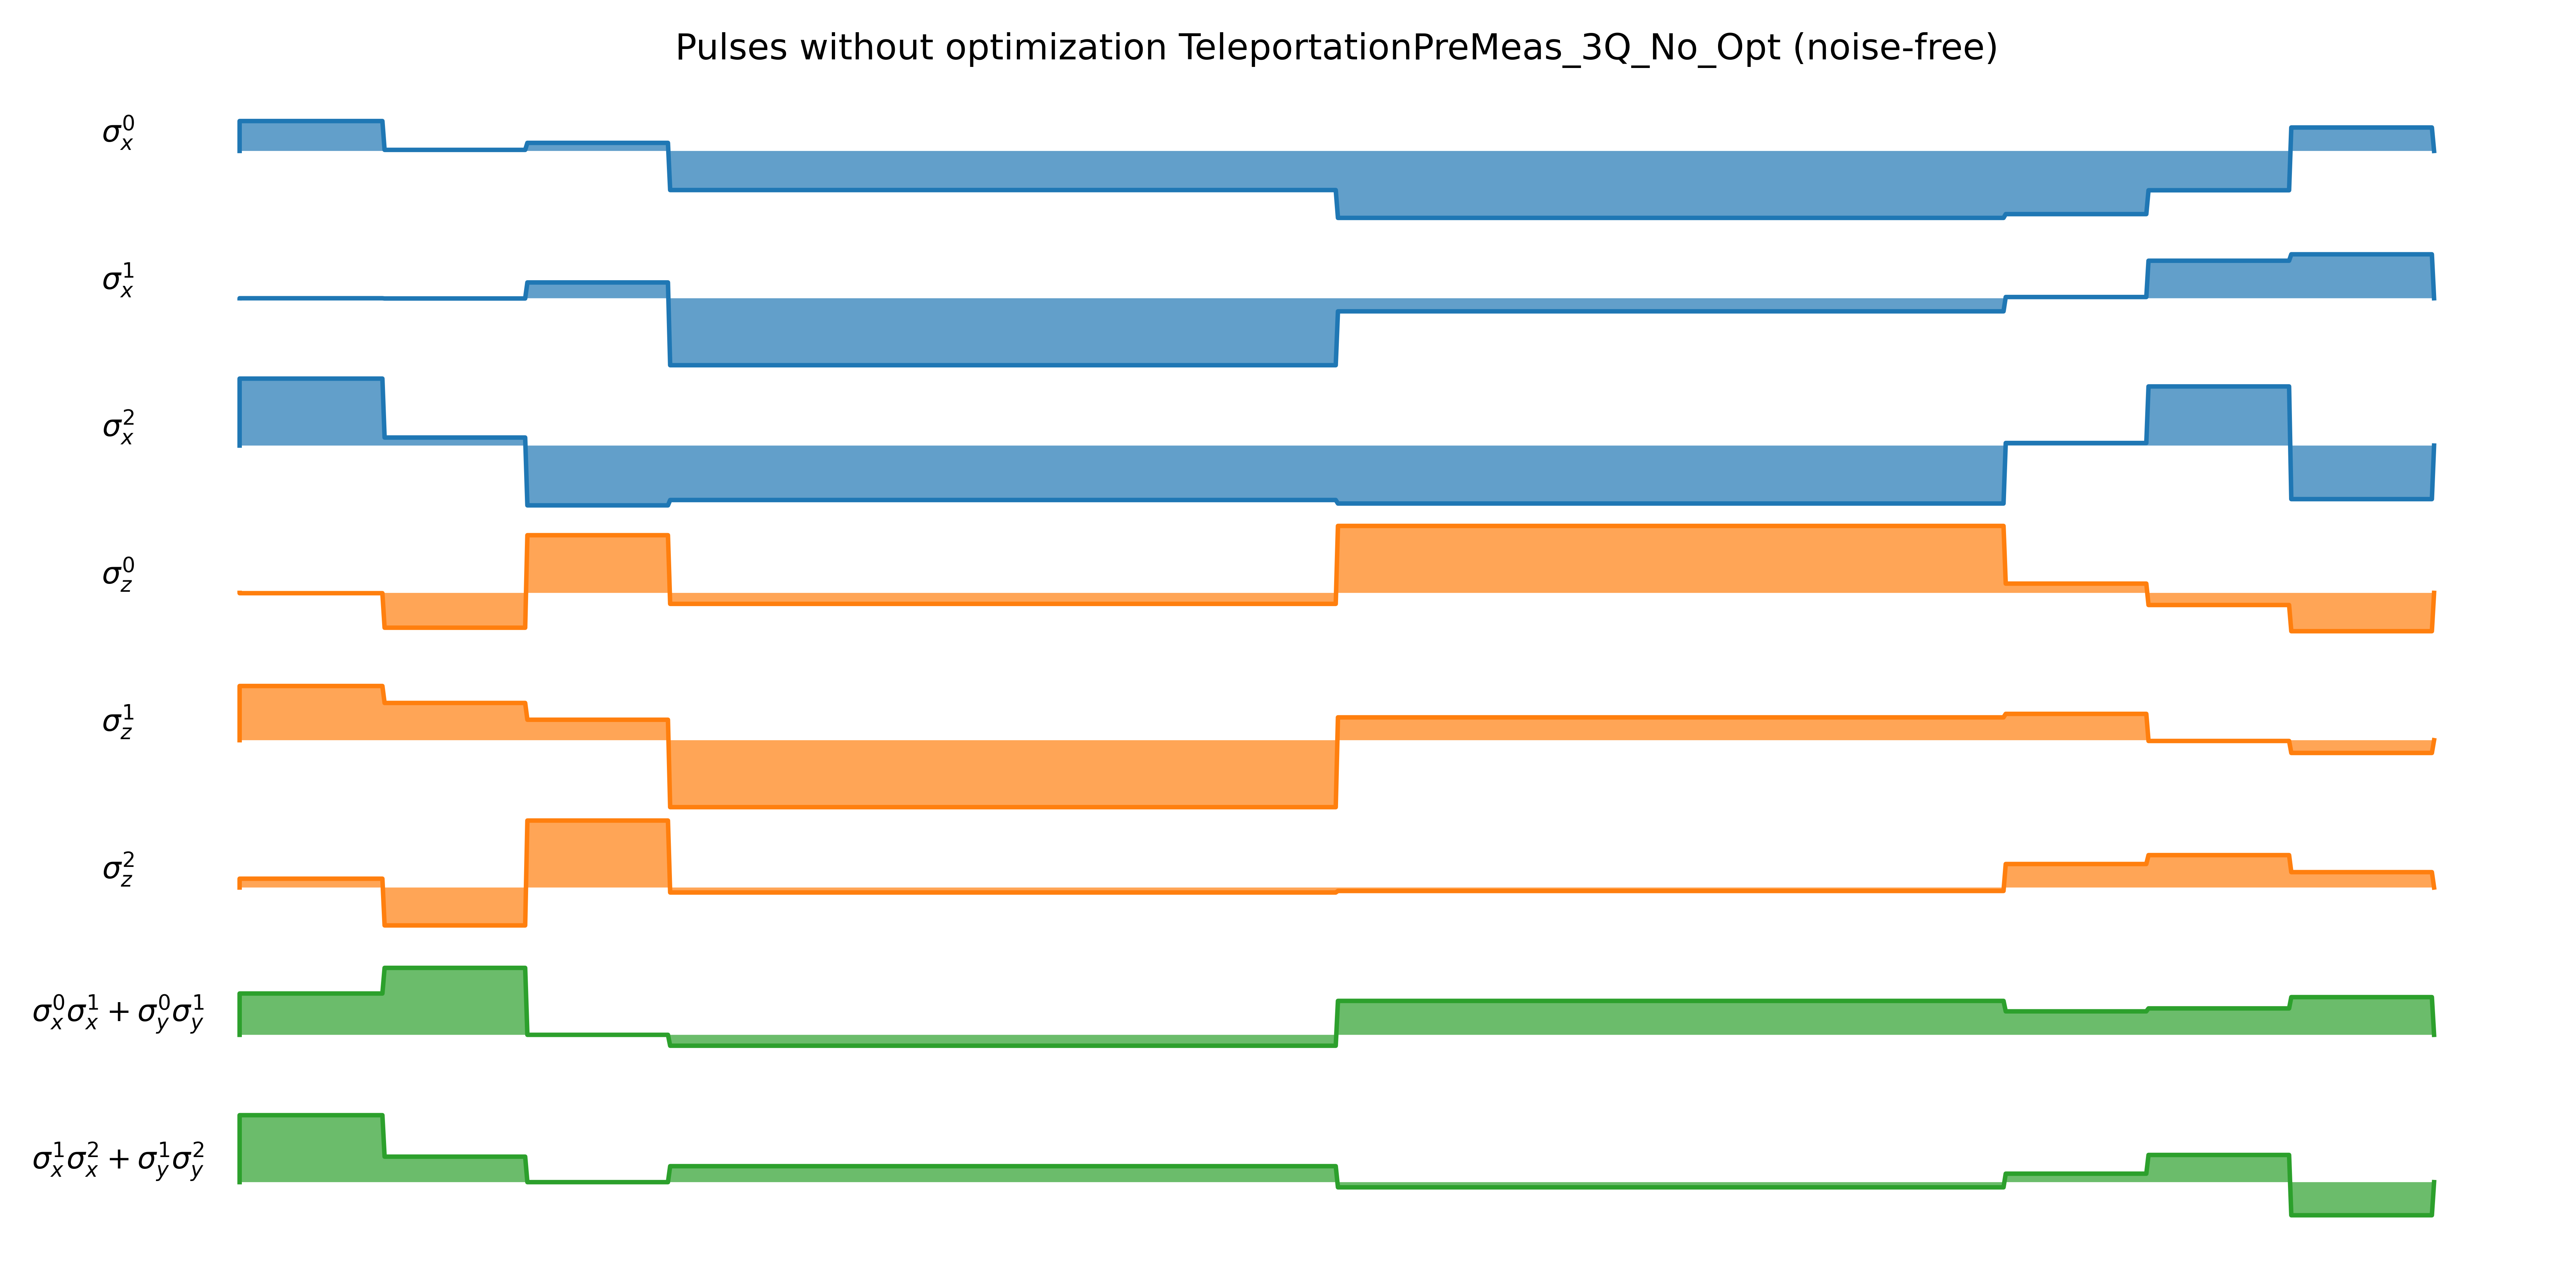 Pulses without optimization TeleportationPreMeas_3Q_No_Opt (noise-free)
σ_x^0
σ_x^1
σ_x^2
σ_z^0
σ_z^1
σ_z^2
σ_x^0σ_x^1 + σ_y^0σ_y^1
σ_x^1σ_x^2 + σ_y^1σ_y^2